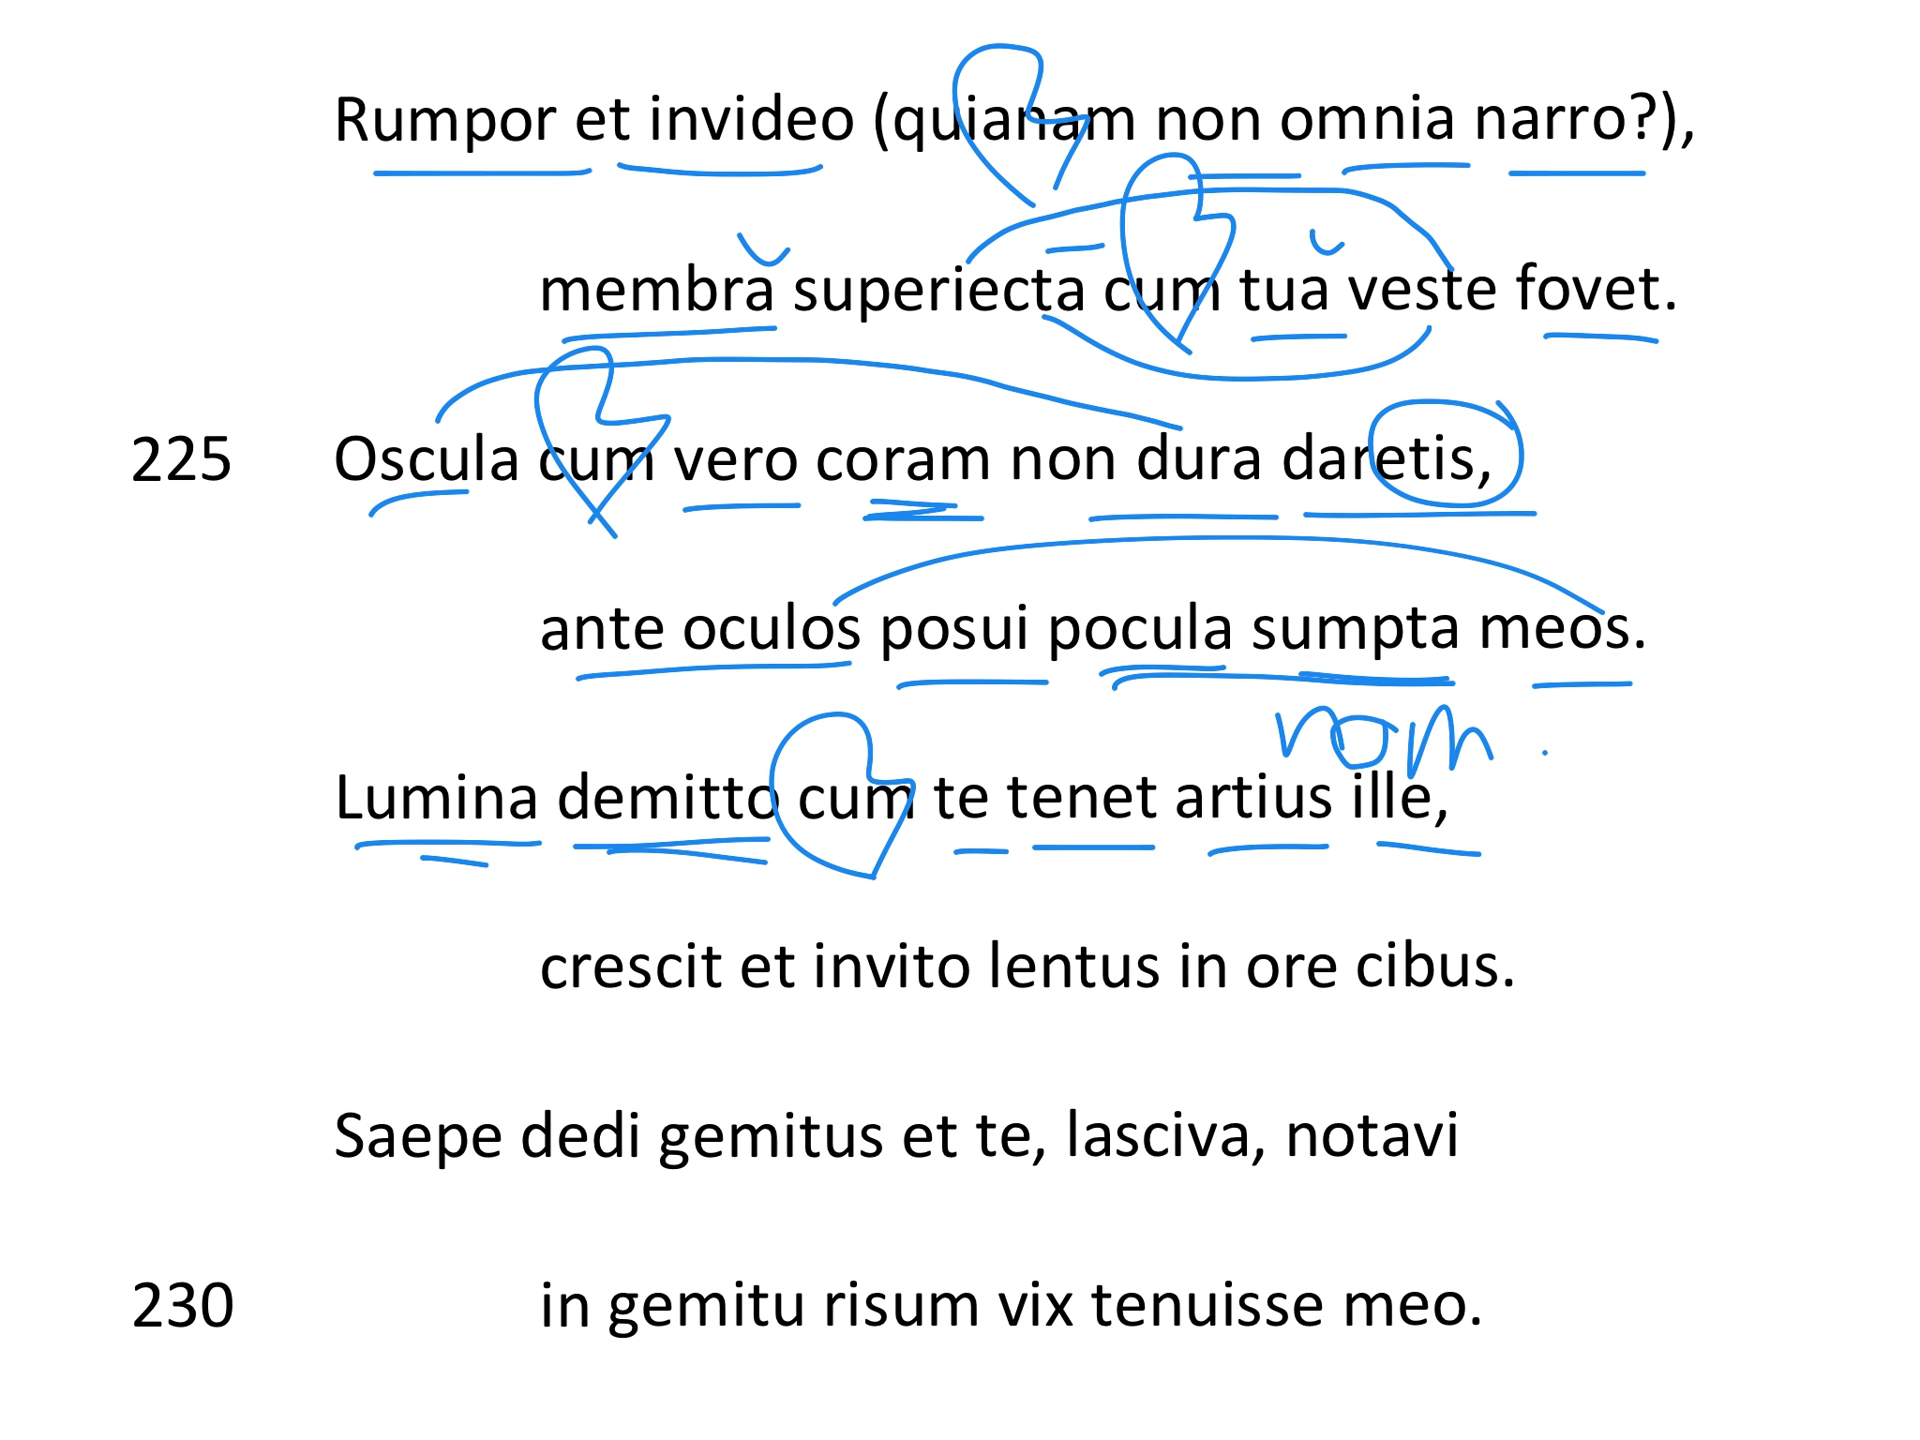 Rumpor et invideo (quianam non omnia narro?),
membra superiecta cum tua veste fovet.
225 Oscula cum vero coram non dura daretis,
ante oculos posui pocula sumpta meos.
nom.
Lumina demitto cum te tenet artius ille,
crescit et invito lentus in ore cibus.
Saepe dedi gemitus et te, lasciva, notavi
230 in gemitu risum vix tenuisse meo.